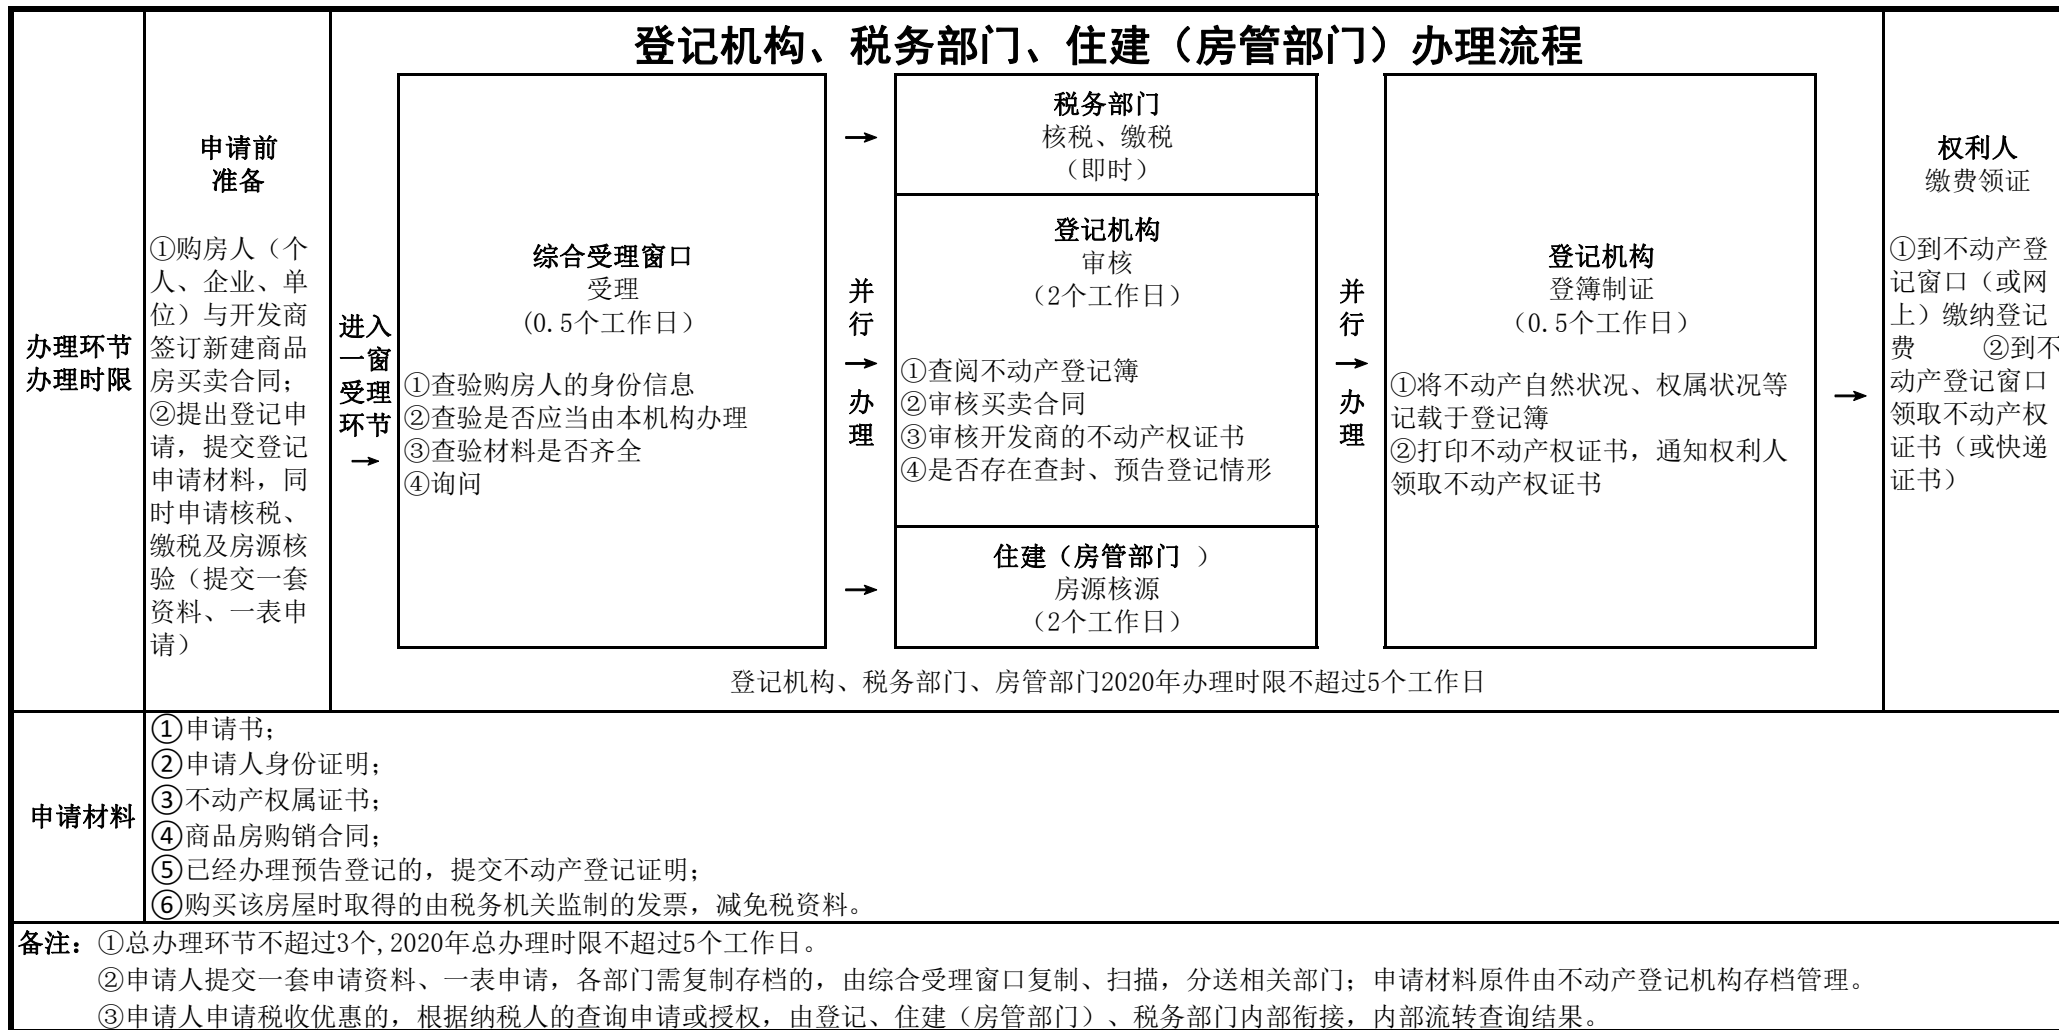 登记机构、税务部门、住建（房管部门）办理流程
办理环节
办理时限
申请前
准备
①购房人（个
人、企业、单
位）与开发商
签订新建商品
房买卖合同；
②提出登记申
请，提交登记
申请材料，同
时申请核税、
缴税及房源核
验（提交一套
资料、一表申
请）
进入
一窗
受理
环节
→
综合受理窗口
受理
（0.5个工作日）
①查验购房人的身份信息
②查验是否应当由本机构办理
③查验材料是否齐全
④询问
→
并
行
→
办
理
→
税务部门
核税、缴税
（即时）
登记机构
审核
（2个工作日）
①查阅不动产登记簿
②审核买卖合同
③审核开发商的不动产权证书
④是否存在查封、预告登记情形
住建（房管部门 ）
房源核源
（2个工作日）
并
行
→
办
理
登记机构
登簿制证
（0.5个工作日）
①将不动产自然状况、权属状况等
记载于登记簿
②打印不动产权证书，通知权利人
领取不动产权证书
→
登记机构、税务部门、房管部门2020年办理时限不超过5个工作日
权利人
缴费领证
①到不动产登
记窗口（或网
上）缴纳登记
费 ②到不
动产登记窗口
领取不动产权
证书（或快递
证书）
申请材料
①申请书；
②申请人身份证明；
③不动产权属证书；
④商品房购销合同；
⑤已经办理预告登记的，提交不动产登记证明；
⑥购买该房屋时取得的由税务机关监制的发票，减免税资料。
备注：①总办理环节不超过3个,2020年总办理时限不超过5个工作日。
②申请人提交一套申请资料、一表申请，各部门需复制存档的，由综合受理窗口复制、扫描，分送相关部门；申请材料原件由不动产登记机构存档管理。
③申请人申请税收优惠的，根据纳税人的查询申请或授权，由登记、住建（房管部门）、税务部门内部衔接，内部流转查询结果。